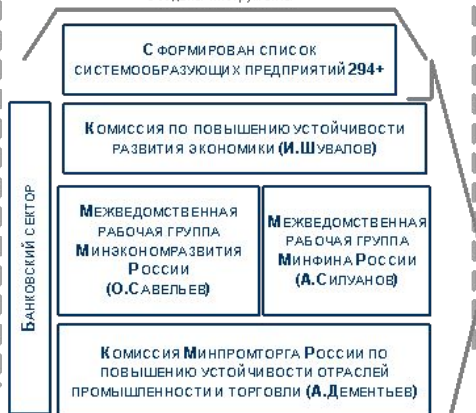 Сформирован список
системообразующих предприятий 294+
Комиссия по повышению устойчивости
развития экономики (И.Шувалов)
Банковский сектор
Межведомственная
рабочая группа
Минэкономразвития
России
(О.Савельев)
Межведомственная
рабочая группа
Минфина России
(А.Силуанов)
Комиссия Минпромторга России по
повышению устойчивости отраслей
промышленности и торговли (А.Дементьев)